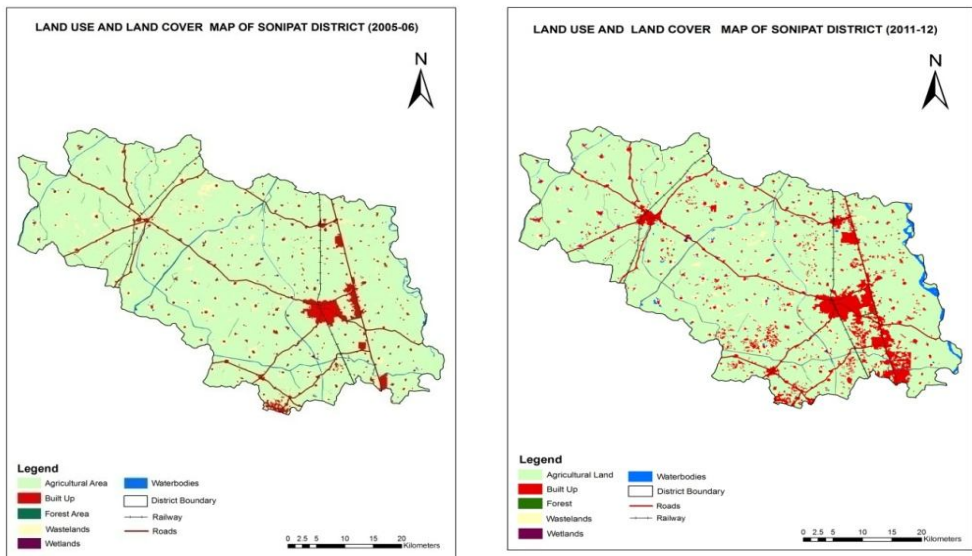 LAND USE AND LAND COVER MAP OF SONIPAT DISTRICT (2005-06)
N
Legend
Agricultural Area
Built Up
Forest Area
Wastelands
Wetlands
Waterbodies
District Boundary
Railway
Roads
0 2.5 5 10 15 20
Kilometers
LAND USE AND LAND COVER MAP OF SONIPAT DISTRICT (2011-12)
N
Legend
Agricultural Land
Built Up
Forest
Wastelands
Wetlands
Waterbodies
District Boundary
Roads
Railway
0 2.5 5 10 15 20
Kilometers